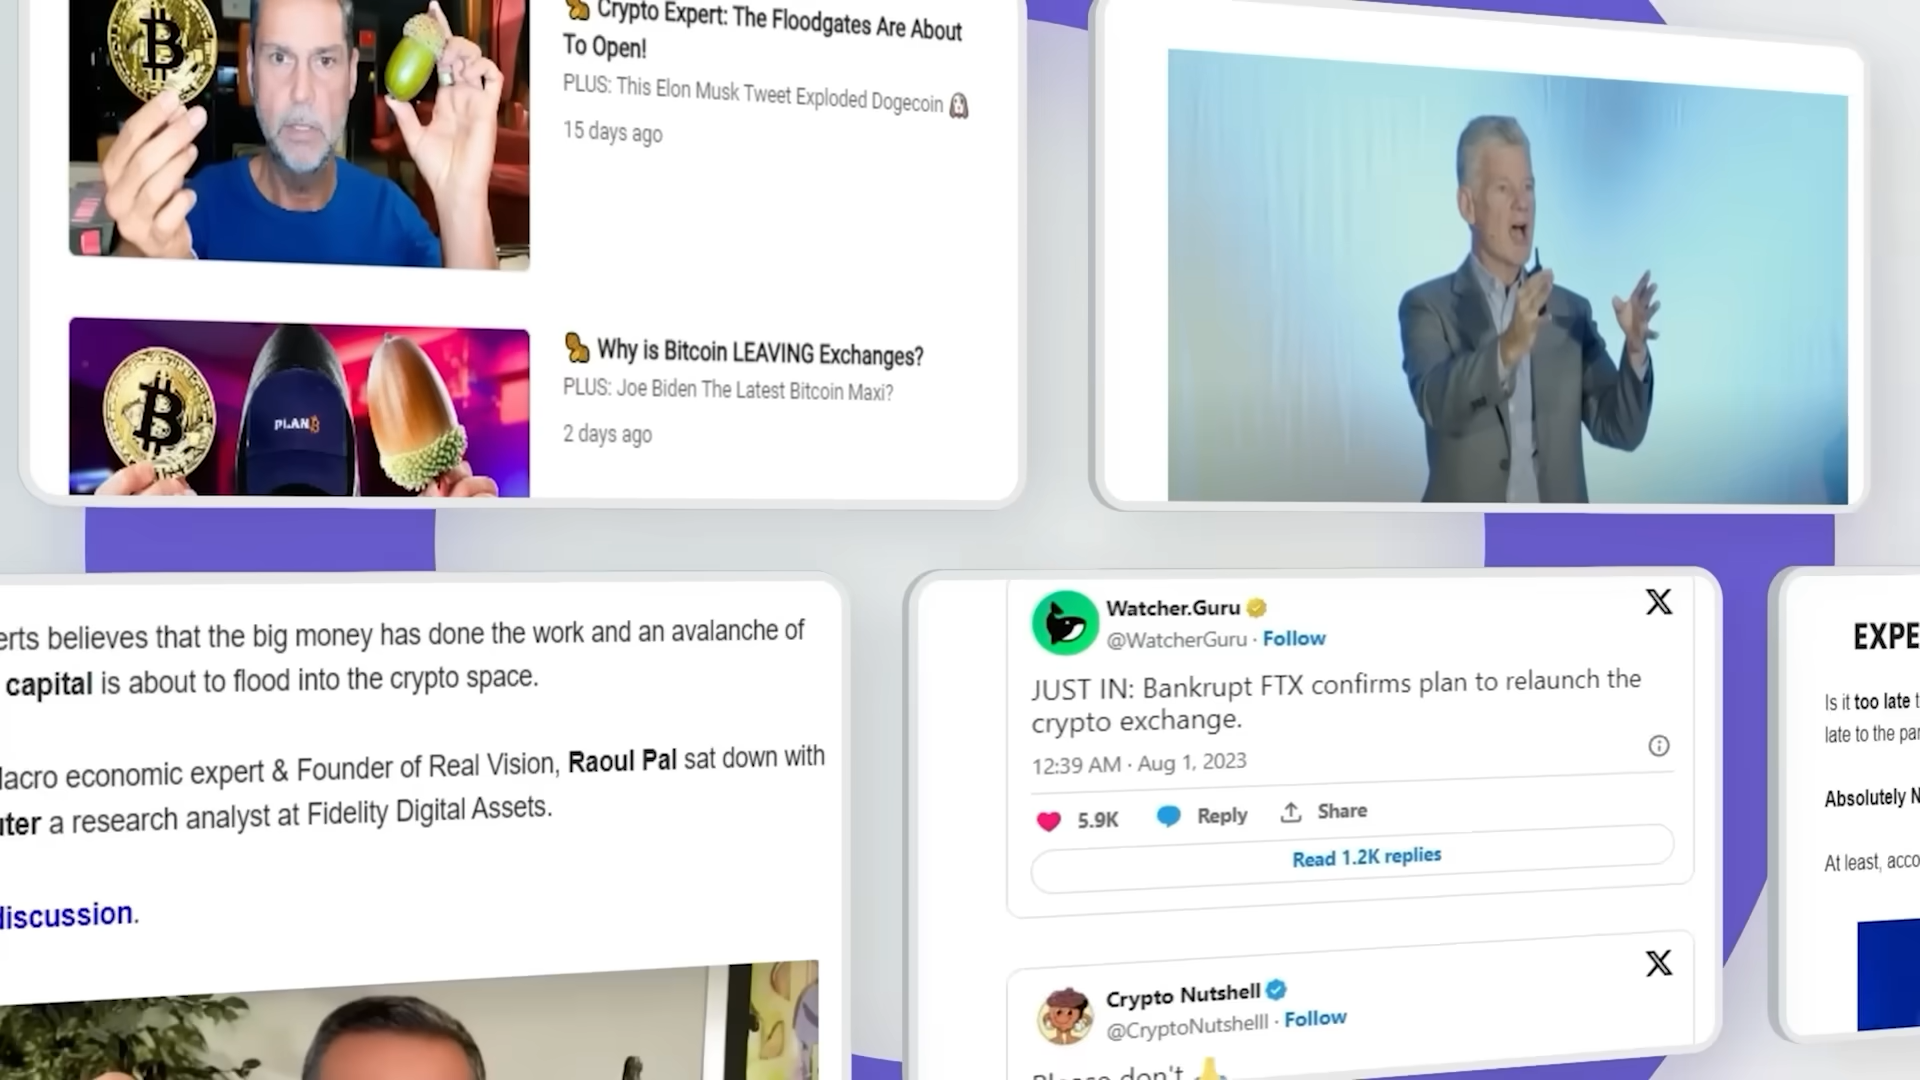 Crypto Expert: The Floodgates Are About
To Open!
PLUS: This Elon Musk Tweet Exploded Dogecoin
15 days ago
PLAN₿
Why is Bitcoin LEAVING Exchanges?
PLUS: Joe Biden The Latest Bitcoin Maxi?
2 days ago
believes that the big money has done the work and an avalanche of
capital is about to flood into the crypto space.
economic expert & Founder of Real Vision, Raoul Pal sat down with
a research analyst at Fidelity Digital Assets.
discussion.
Watcher.Guru
@WatcherGuru · Follow
X
JUST IN: Bankrupt FTX confirms plan to relaunch the
crypto exchange.
12:39 AM · Aug 1, 2023
5.9K Reply Share
Read 1.2K replies
Crypto Nutshell
@CryptoNutshelll · Follow
X
Please don't
EXPE
Is it too late t
late to the par
Absolutely N
At least, acco